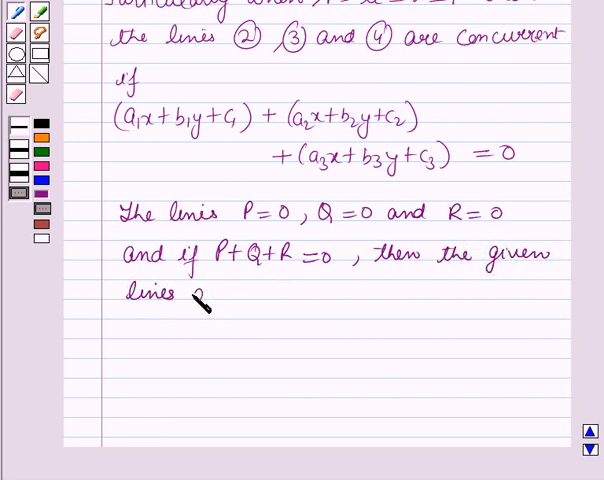 the lines ②, ③ and ④ are concurrent
if
(a₁x+b₁y+c₁) + (a₂x+b₂y+c₂)
+(a₃x+b₃y+c₃) = 0
The lines P=0, Q=0 and R=0
and if P+Q+R=0, then the given
lines